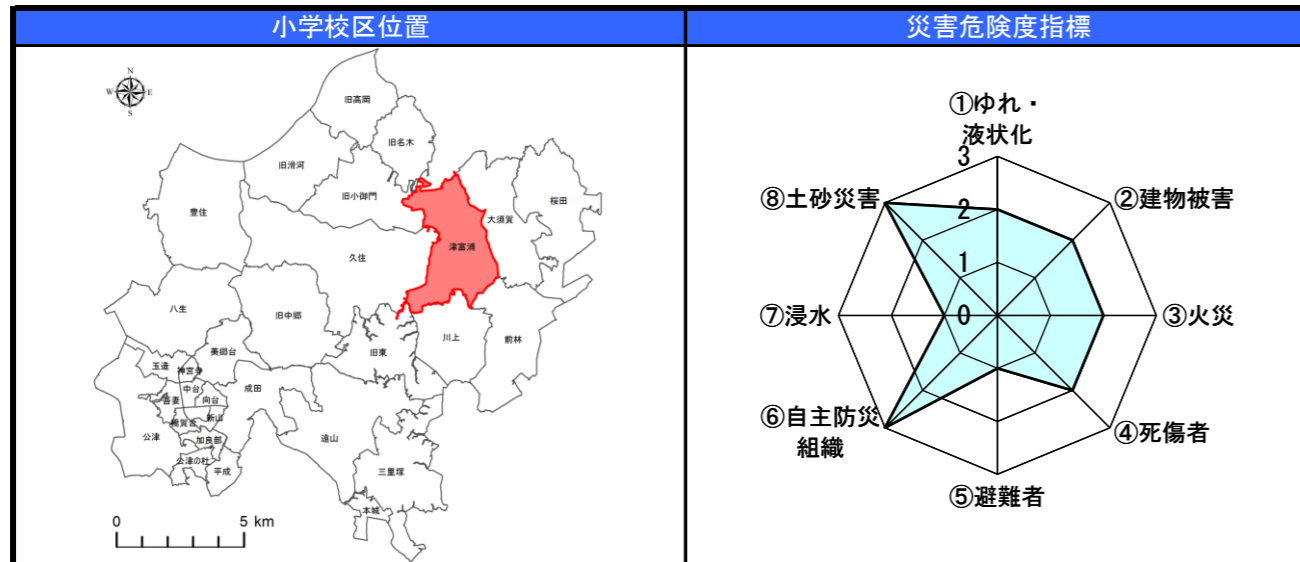 小学校区位置
災害危険度指標
N
W
E
S
旧高岡
旧名木
旧滑河
旧小御門
桜田
豊住
大須賀
津富浦
久住
八生
旧中郷
川上
前林
旧東
美郷台
玉造
神宮寺
成田
中台
吾妻
向台
新山
橋賀台
遠山
公津
加良部
公津の杜
平成
三里塚
本城
0
5 km
①ゆれ・
液状化
3
②建物被害
⑧土砂災害
2
1
⑦浸水
0
③火災
⑥自主防災
組織
④死傷者
⑤避難者